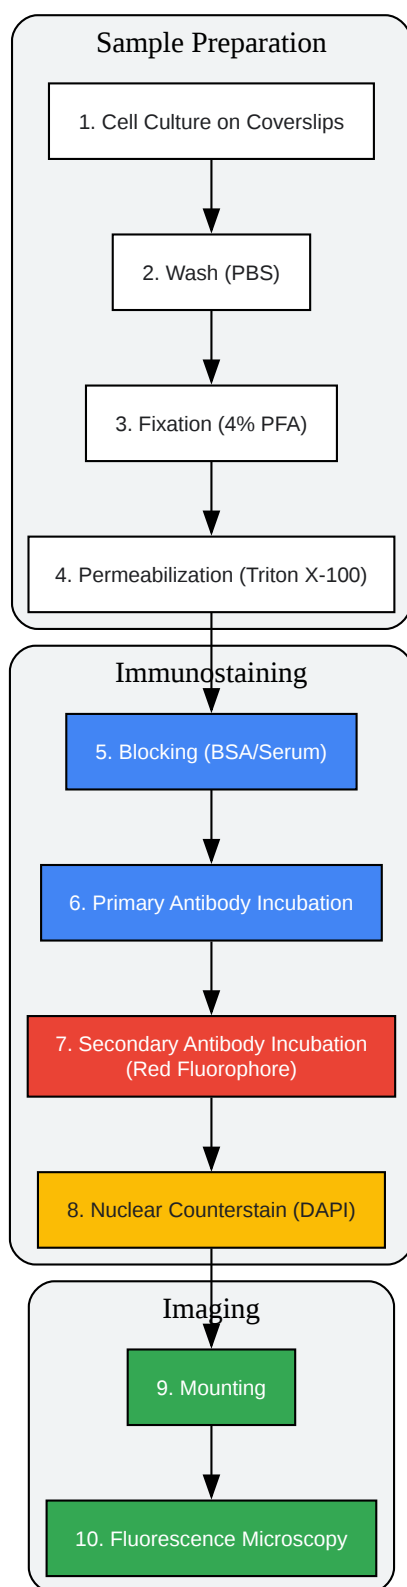 Sample Preparation
1. Cell Culture on Coverslips
2. Wash (PBS)
3. Fixation (4% PFA)
4. Permeabilization (Triton X-100)
Immunostaining
5. Blocking (BSA/Serum)
6. Primary Antibody Incubation
7. Secondary Antibody Incubation
(Red Fluorophore)
8. Nuclear Counterstain (DAPI)
Imaging
9. Mounting
10. Fluorescence Microscopy